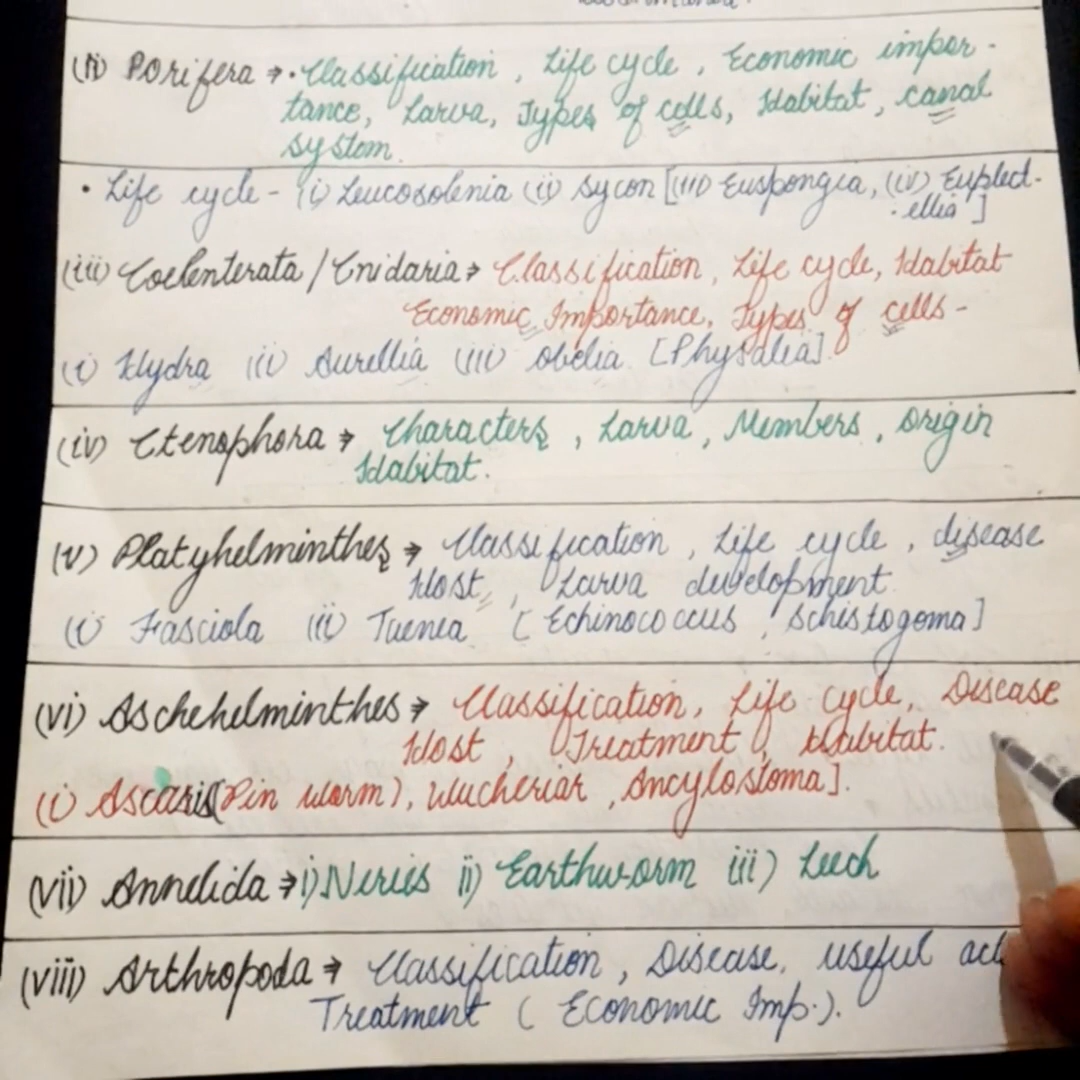 (ii) Porifera → · Classification, Life cycle, Economic impor-
tance, Larva, Types of cells, Habitat, canal
system.
· Life cycle - (i) Leucosolenia (ii) Sycon [(iii) Euspongia, (iv) Euplect-
ellia]
(iii) Coelenterata / Cnidaria → Classification, Life cycle, Habitat
Economic Importance, Types of cells -
(i) Hydra (ii) Aurellia (iii) Obelia [Physalia]
(iv) Ctenophora → Characters, Larva, Members, origin
Habitat.
(v) Platyhelminthes → Classification, Life cycle, disease
Host, Larva development.
(i) Fasciola (ii) Taenea [Echinococcus, Schistogoma]
(vi) Aschehelminthes → Classification, Life cycle, Disease
Host, Treatment, Habitat.
(i) Ascaris (Pin worm), Wucheriar, Ancylostoma].
(vii) Annelida → i) Neries ii) Earthworm iii) Leech
(viii) Arthropoda → Classification, Disease, useful
Treatment ( Economic Imp.).